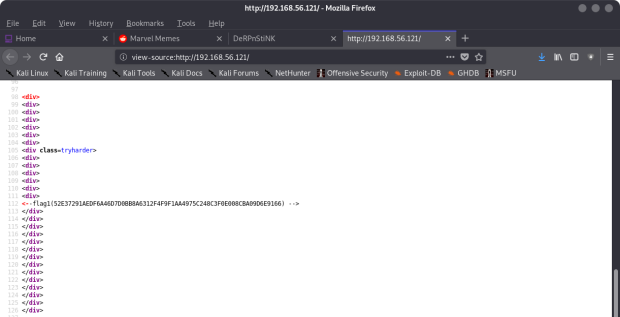 http://192.168.56.121/ - Mozilla Firefox
File Edit View History Bookmarks Tools Help
Home Marvel Memes DeRPnStiNK http://192.168.56.121/
view-source:http://192.168.56.121/
Kali Linux Kali Training Kali Tools Kali Docs Kali Forums NetHunter Offensive Security Exploit-DB GHDB MSFU
97
98 <div>
99 <div>
100 <div>
101 <div>
102 <div>
103 <div>
104 <div>
105 <div class=tryharder>
106 <div>
107 <div>
108 <div>
109 <div>
110 <div>
111 <div>
112 <--flag1(52E37291AEDF6A46D7D0BB8A6312F4F9F1AA4975C248C3F0E008CBA09D6E9166) -->
113 </div>
114 </div>
115 </div>
116 </div>
117 </div>
118 </div>
119 </div>
120 </div>
121 </div>
122 </div>
123 </div>
124 </div>
125 </div>
126 </div>